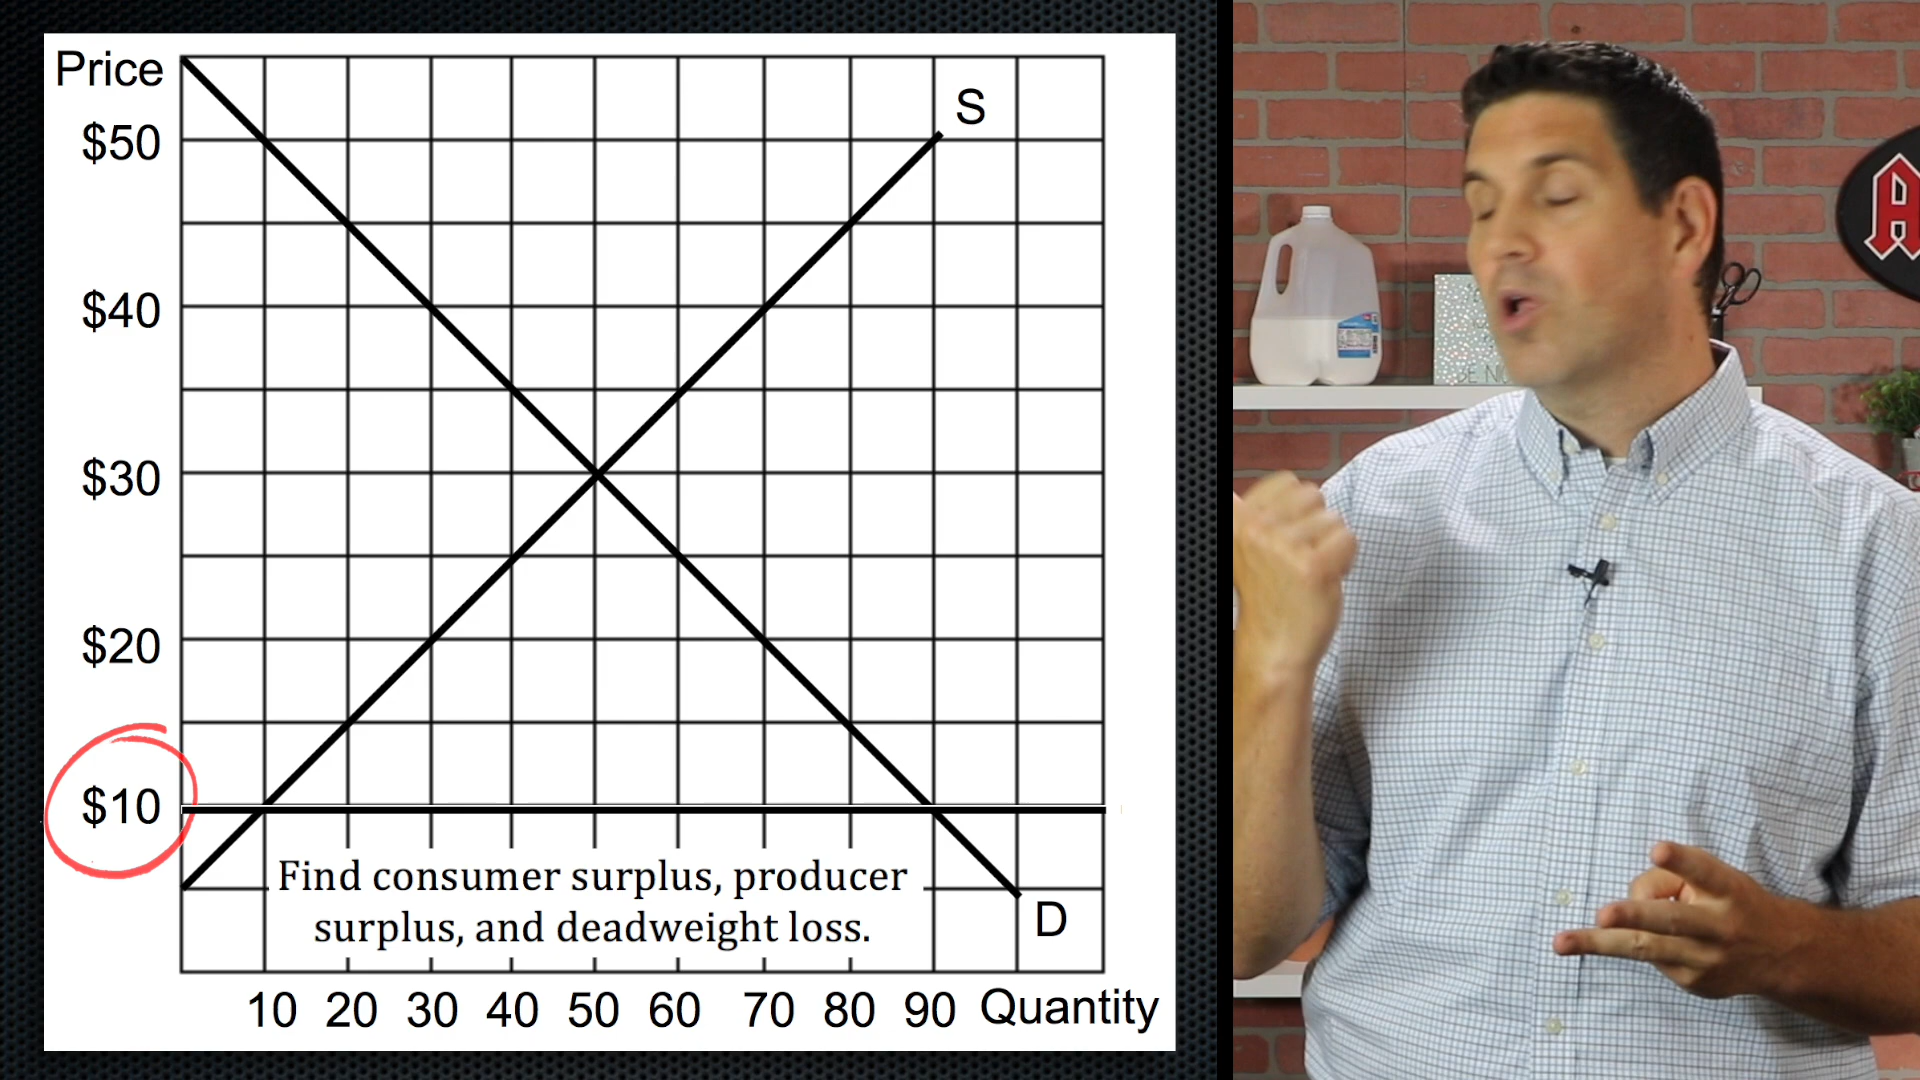 Price
$50
$40
$30
$20
$10
S
D
Find consumer surplus, producer
surplus, and deadweight loss.
10 20 30 40 50 60 70 80 90 Quantity
A